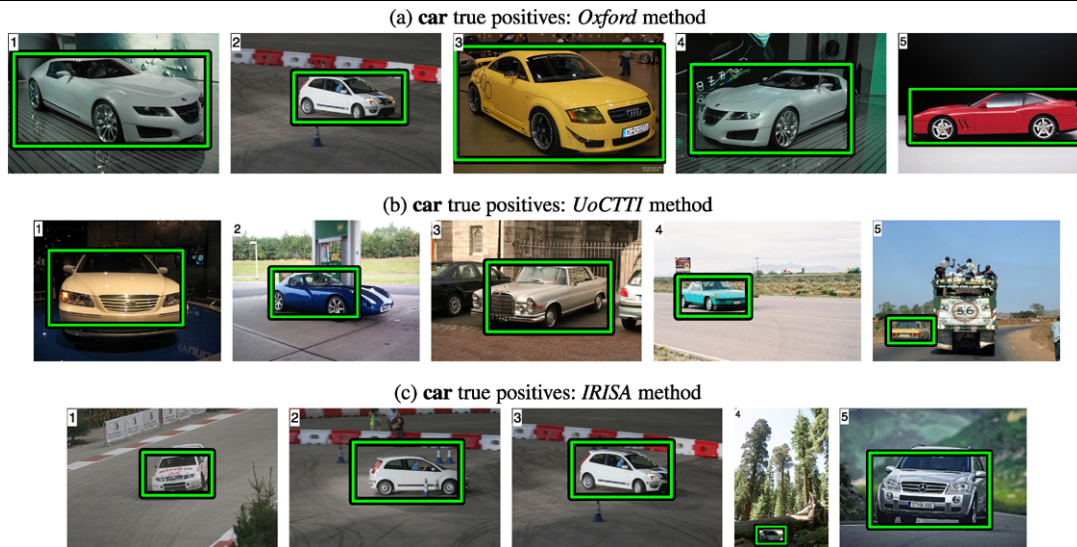 (a) car true positives: Oxford method
1 2 3 4 5
(b) car true positives: UoCTTI method
1 2 3 4 5
56
(c) car true positives: IRISA method
1 2 3 4 5